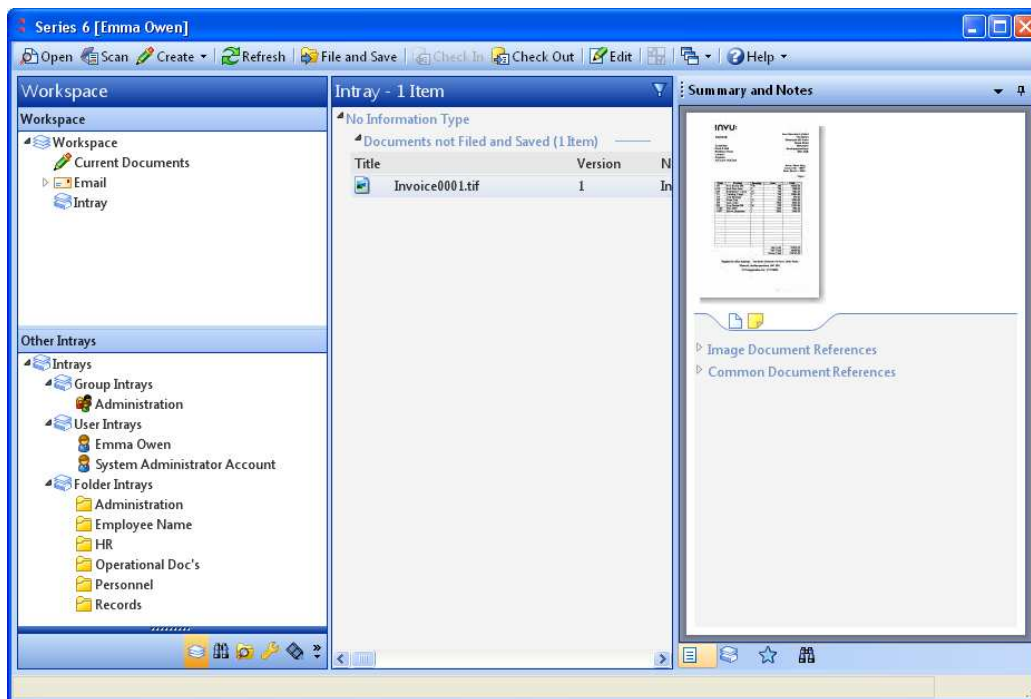 Series 6 [Emma Owen]
Open Scan Create Refresh File and Save Check In Check Out Edit Help
Workspace
Workspace
Workspace
Current Documents
Email
Intray
Other Intrays
Intrays
Group Intrays
Administration
User Intrays
Emma Owen
System Administrator Account
Folder Intrays
Administration
Employee Name
HR
Operational Doc's
Personnel
Records
Intray - 1 Item
No Information Type
Documents not Filed and Saved (1 Item)
Title Version N
Invoice0001.tif 1 In
Summary and Notes
INVU:
Image Document References
Common Document References